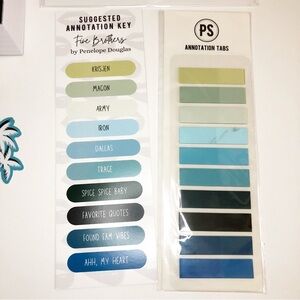 SUGGESTED
ANNOTATION KEY
Five Brothers
by Penelope Douglas
KRISJEN
MACON
ARMY
IRON
DALLAS
TRACE
SPICE SPICE BABY
FAVORITE QUOTES
FOUND FAM VIBES
AHH, MY HEART
PS
ANNOTATION TABS